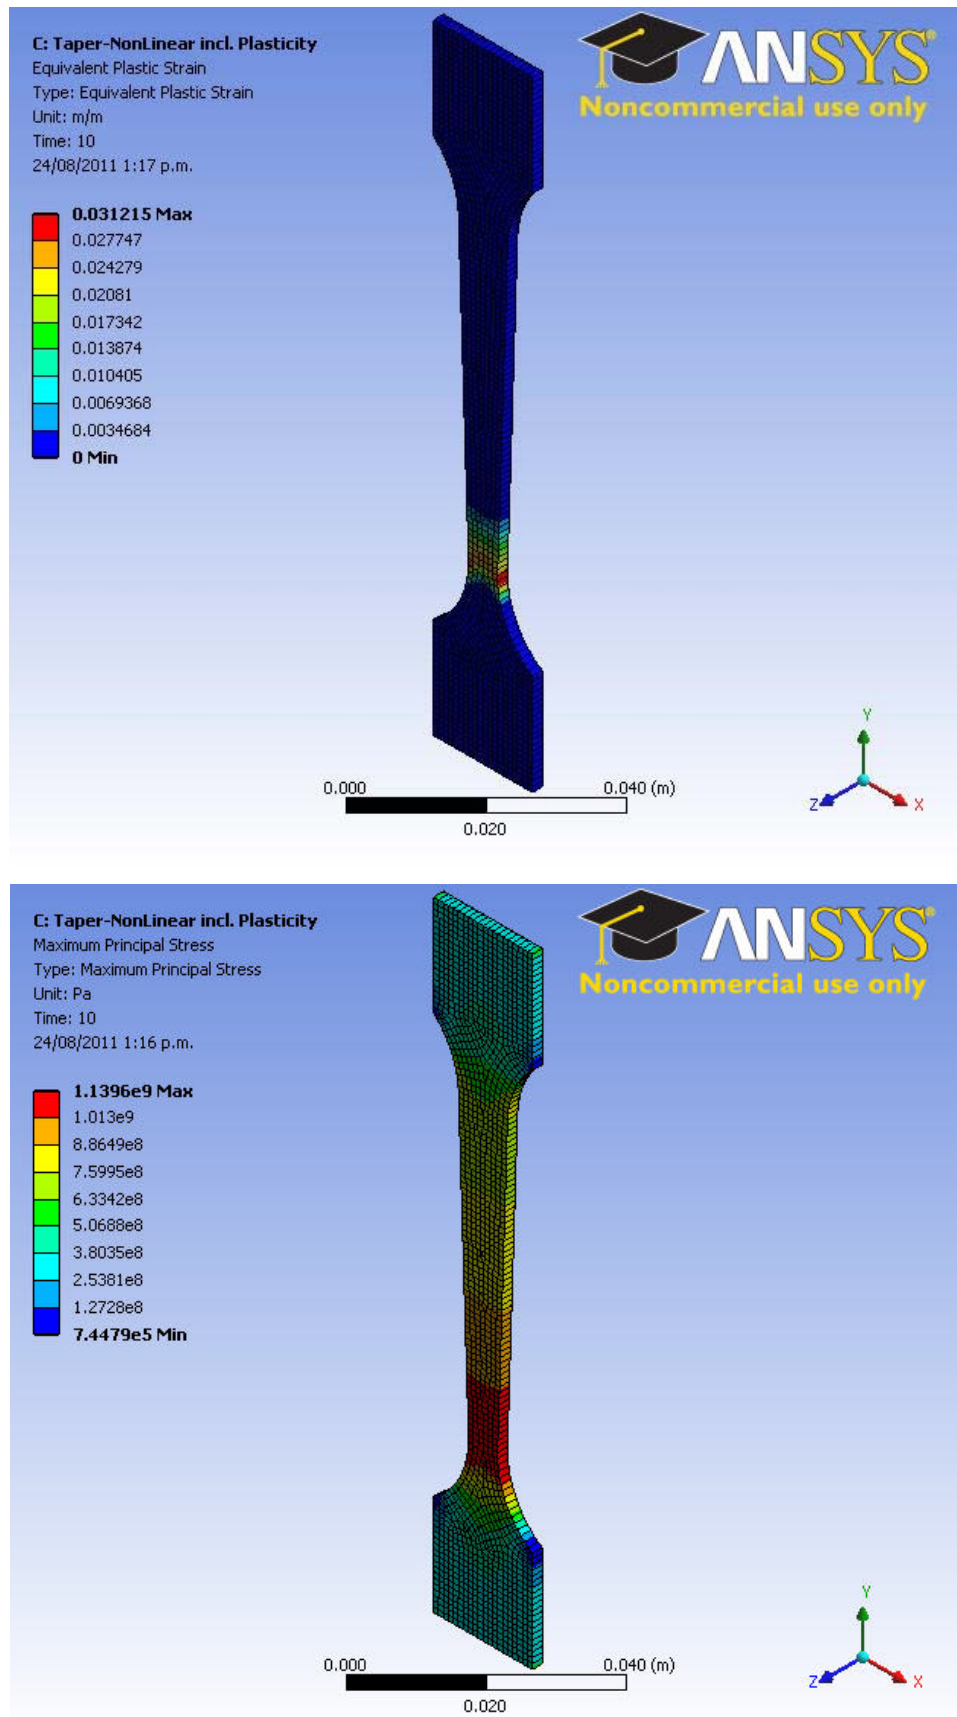 C: Taper-NonLinear incl. Plasticity
Equivalent Plastic Strain
Type: Equivalent Plastic Strain
Unit: m/m
Time: 10
24/08/2011 1:17 p.m.
ANSYS®
Noncommercial use only
0.031215 Max
0.027747
0.024279
0.02081
0.017342
0.013874
0.010405
0.0069368
0.0034684
0 Min
0.000 0.040 (m)
0.020
Y
Z X
C: Taper-NonLinear incl. Plasticity
Maximum Principal Stress
Type: Maximum Principal Stress
Unit: Pa
Time: 10
24/08/2011 1:16 p.m.
ANSYS®
Noncommercial use only
1.1396e9 Max
1.013e9
8.8649e8
7.5995e8
6.3342e8
5.0688e8
3.8035e8
2.5381e8
1.2728e8
7.4479e5 Min
0.000 0.040 (m)
0.020
Y
Z X